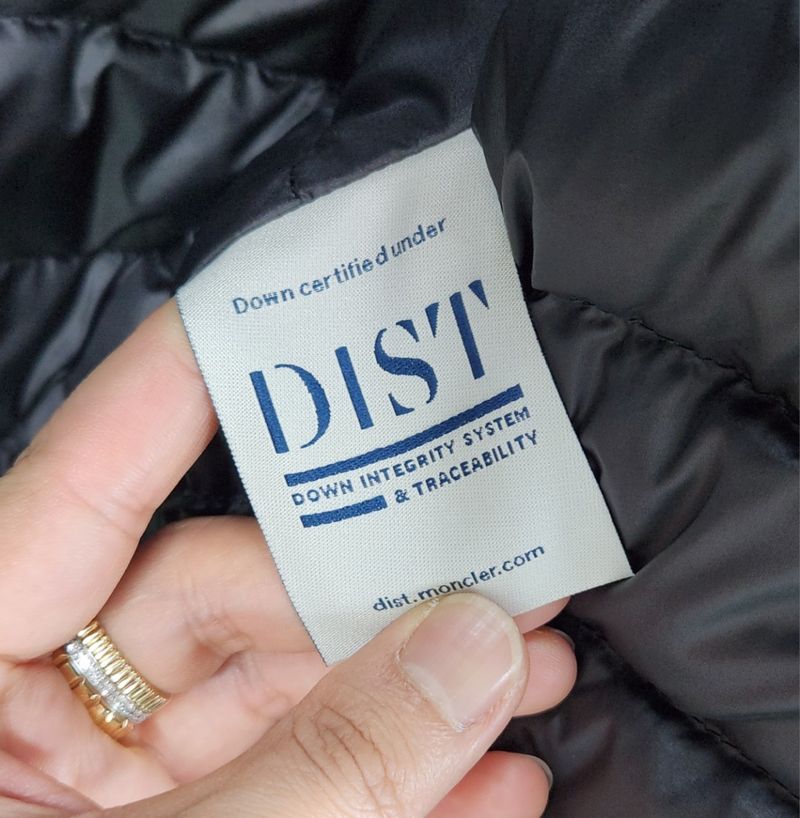 Down certified under
DIST
DOWN INTEGRITY SYSTEM
& TRACEABILITY
dist.moncler.com